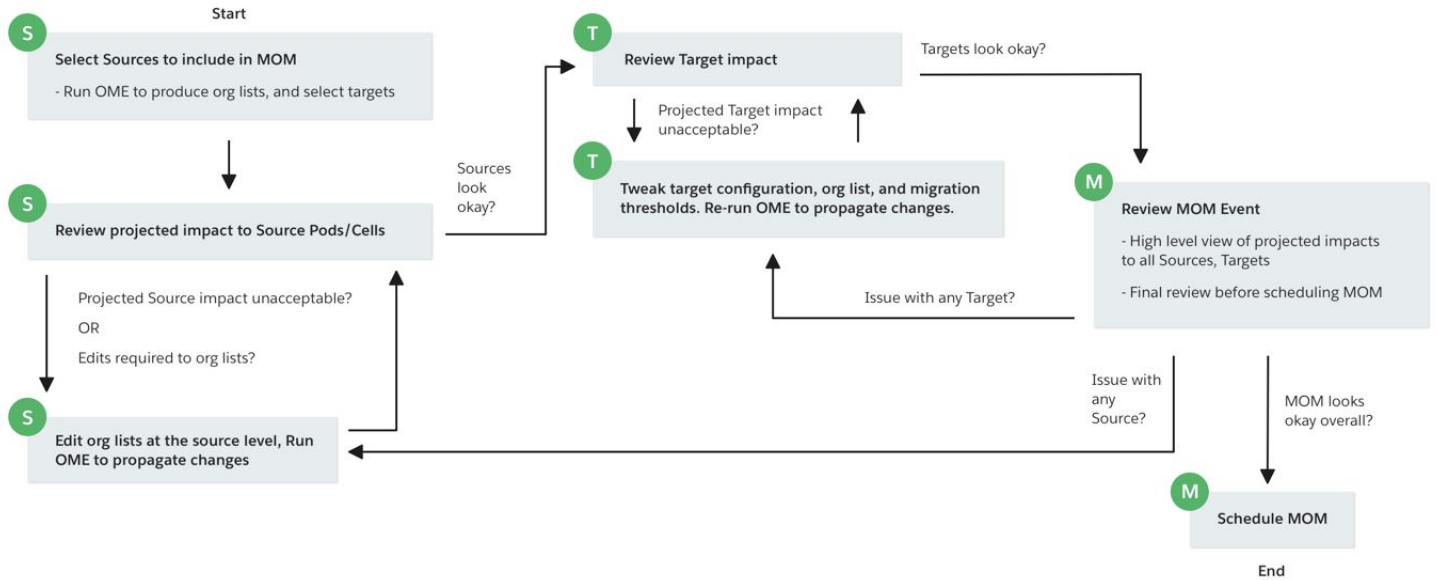 Start
S
Select Sources to include in MOM
- Run OME to produce org lists, and select targets
S
Review projected impact to Source Pods/Cells
Projected Source impact unacceptable?
OR
Edits required to org lists?
S
Edit org lists at the source level, Run
OME to propagate changes
Sources
look
okay?
T
Review Target impact
Projected Target impact
unacceptable?
T
Tweak target configuration, org list, and migration
thresholds. Re-run OME to propagate changes.
Targets look okay?
M
Review MOM Event
- High level view of projected impacts
to all Sources, Targets
- Final review before scheduling MOM
Issue with any Target?
Issue with
any
Source?
MOM looks
okay overall?
M
Schedule MOM
End